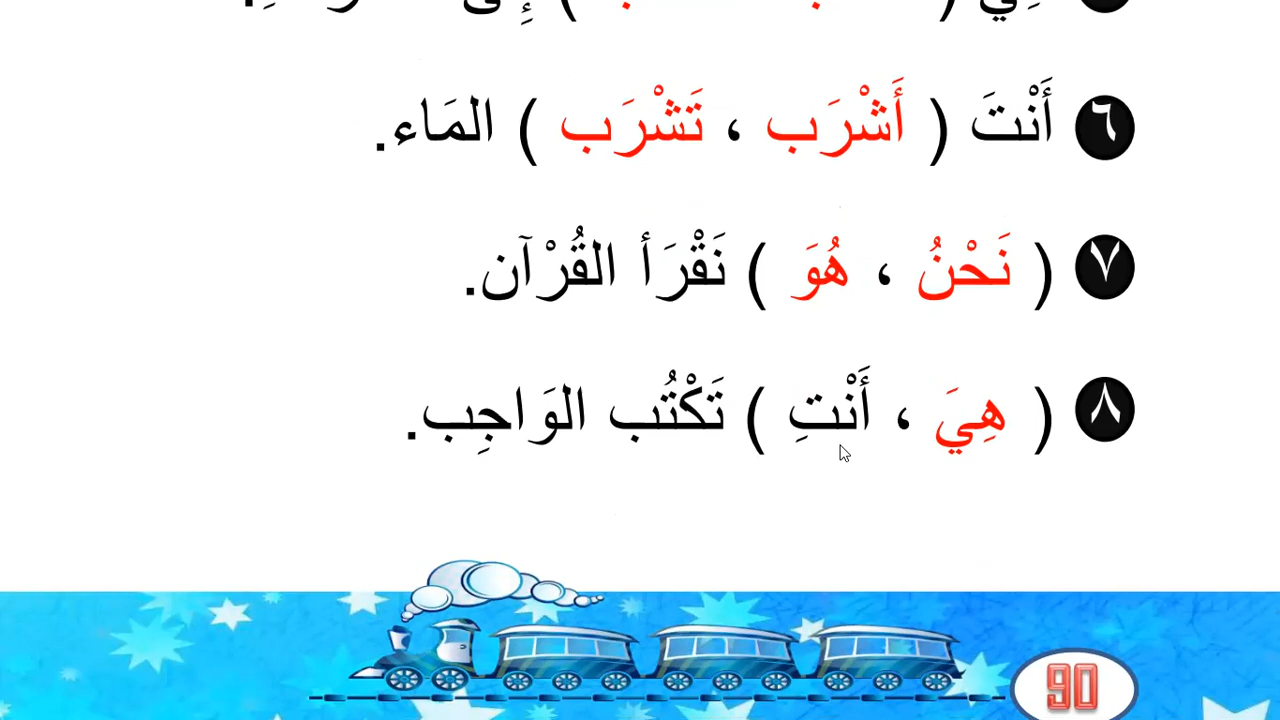 ٦ أَنْتَ ( أَشْرَب ، تَشْرَب ) المَاء.
٧ ( نَحْنُ ، هُوَ ) نَقْرَأ القُرْآن.
٨ ( هِيَ ، أَنْتِ ) تَكْتُب الوَاجِب.
90